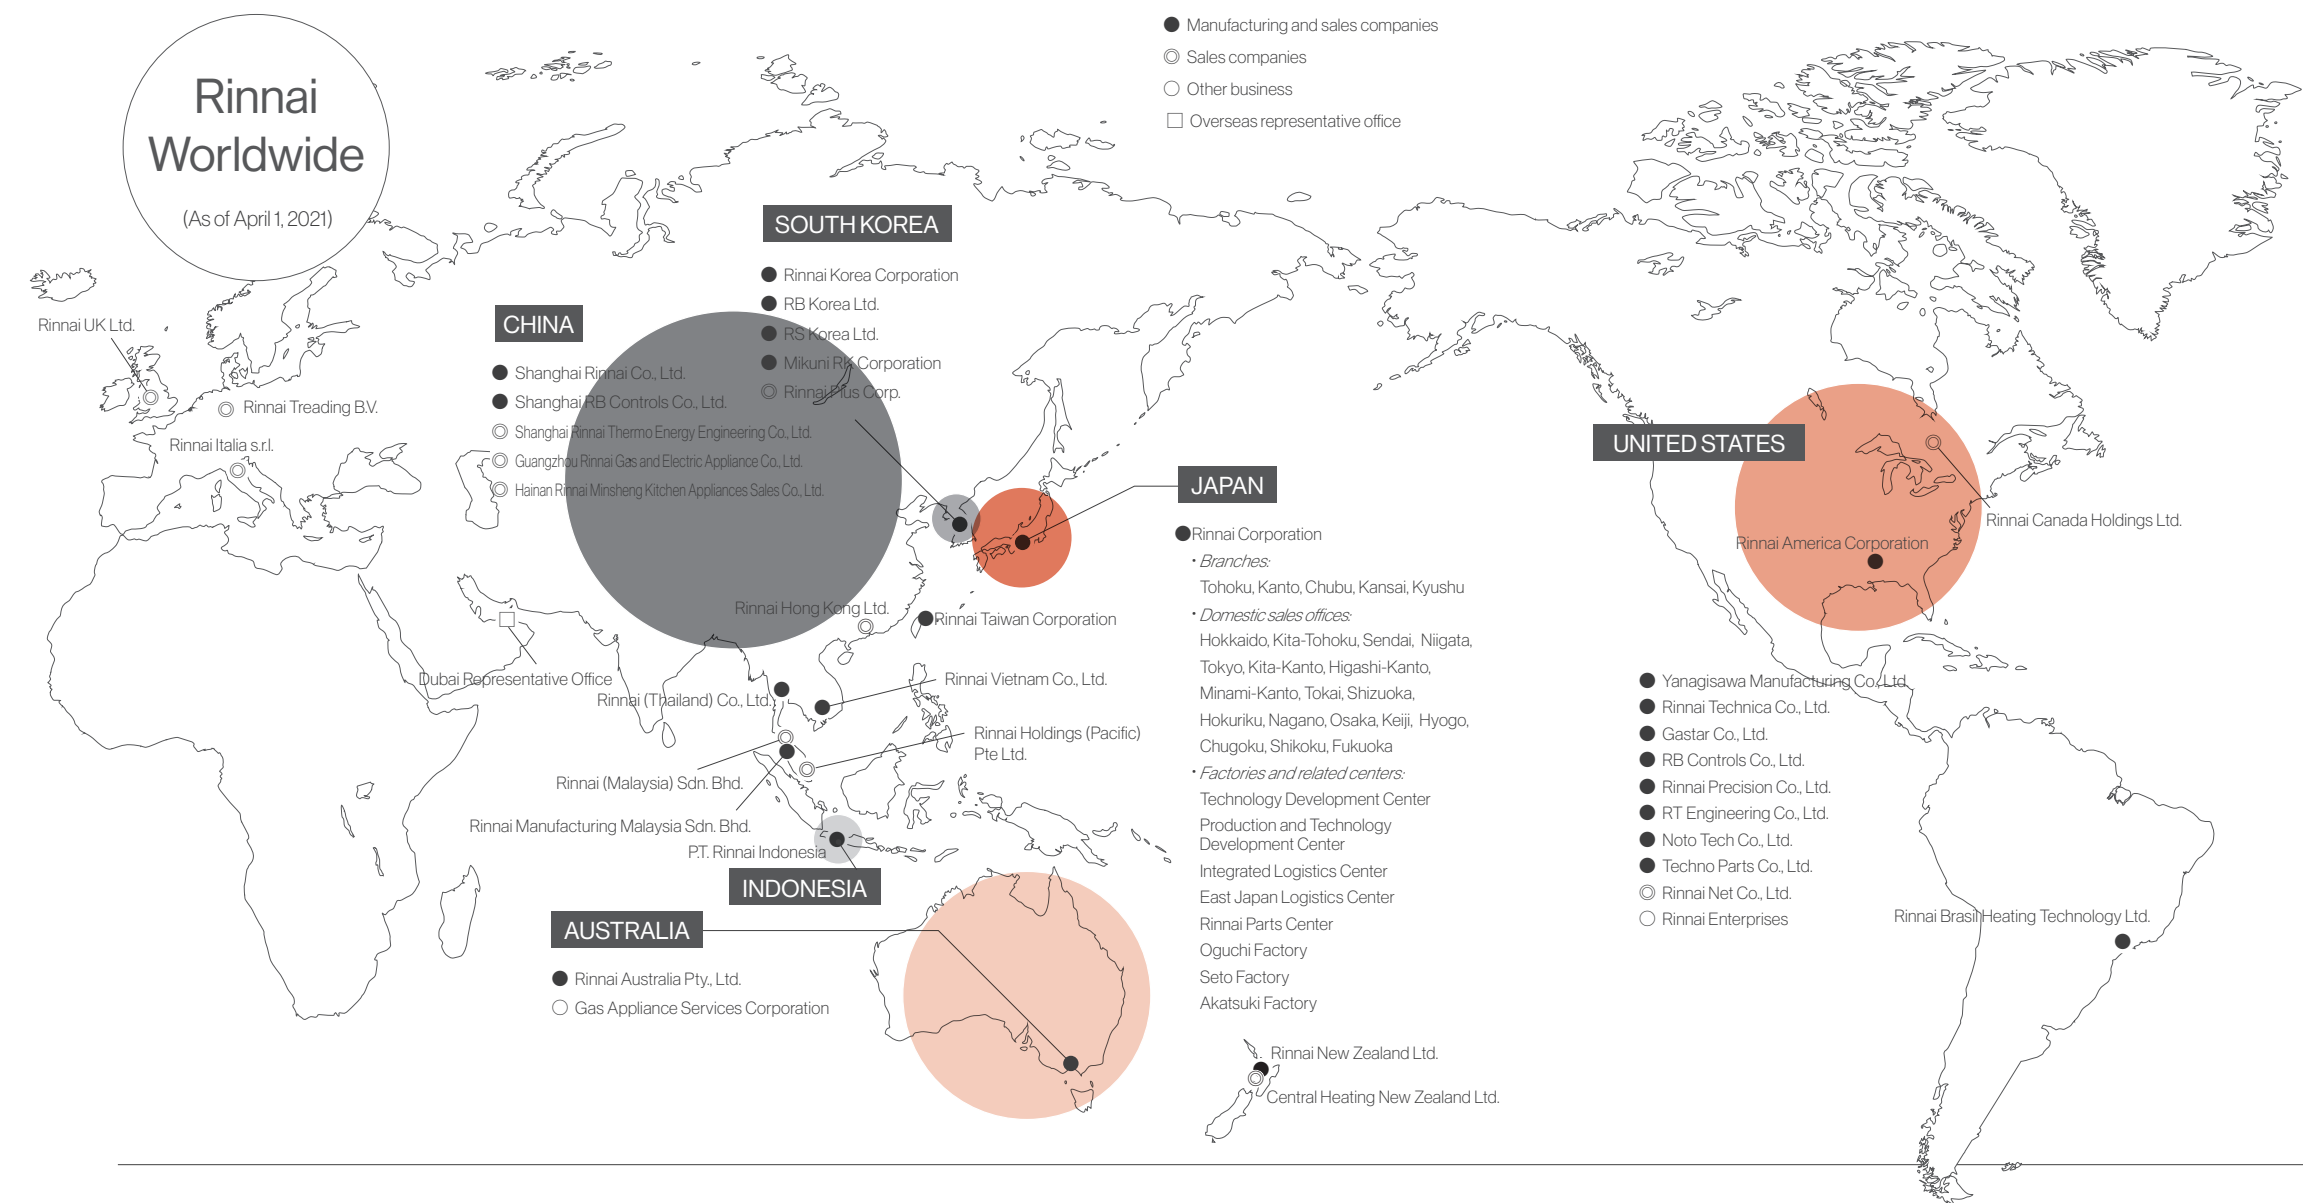 Rinnai
Worldwide
(As of April 1, 2021)
Manufacturing and sales companies
Sales companies
Other business
Overseas representative office
SOUTH KOREA
Rinnai Korea Corporation
RB Korea Ltd.
RS Korea Ltd.
Mikuni RK Corporation
Rinnai Plus Corp.
CHINA
Shanghai Rinnai Co., Ltd.
Shanghai RB Controls Co., Ltd.
Shanghai Rinnai Thermo Energy Engineering Co., Ltd.
Guangzhou Rinnai Gas and Electric Appliance Co., Ltd.
Hainan Rinnai Minsheng Kitchen Appliances Sales Co., Ltd.
Rinnai UK Ltd.
Rinnai Treading B.V.
Rinnai Italia s.r.l.
Dubai Representative Office
Rinnai Hong Kong Ltd.
Rinnai Taiwan Corporation
Rinnai (Thailand) Co., Ltd.
Rinnai Vietnam Co., Ltd.
Rinnai Holdings (Pacific)
Pte Ltd.
Rinnai (Malaysia) Sdn. Bhd.
Rinnai Manufacturing Malaysia Sdn. Bhd.
P.T. Rinnai Indonesia
INDONESIA
AUSTRALIA
Rinnai Australia Pty., Ltd.
Gas Appliance Services Corporation
JAPAN
Rinnai Corporation
• Branches:
Tohoku, Kanto, Chubu, Kansai, Kyushu
• Domestic sales offices:
Hokkaido, Kita-Tohoku, Sendai, Niigata,
Tokyo, Kita-Kanto, Higashi-Kanto,
Minami-Kanto, Tokai, Shizuoka,
Hokuriku, Nagano, Osaka, Keiji, Hyogo,
Chugoku, Shikoku, Fukuoka
• Factories and related centers:
Technology Development Center
Production and Technology
Development Center
Integrated Logistics Center
East Japan Logistics Center
Rinnai Parts Center
Oguchi Factory
Seto Factory
Akatsuki Factory
Rinnai New Zealand Ltd.
Central Heating New Zealand Ltd.
UNITED STATES
Rinnai Canada Holdings Ltd.
Rinnai America Corporation
Yanagisawa Manufacturing Co., Ltd.
Rinnai Technica Co., Ltd.
Gastar Co., Ltd.
RB Controls Co., Ltd.
Rinnai Precision Co., Ltd.
RT Engineering Co., Ltd.
Noto Tech Co., Ltd.
Techno Parts Co., Ltd.
Rinnai Net Co., Ltd.
Rinnai Enterprises
Rinnai Brasil Heating Technology Ltd.